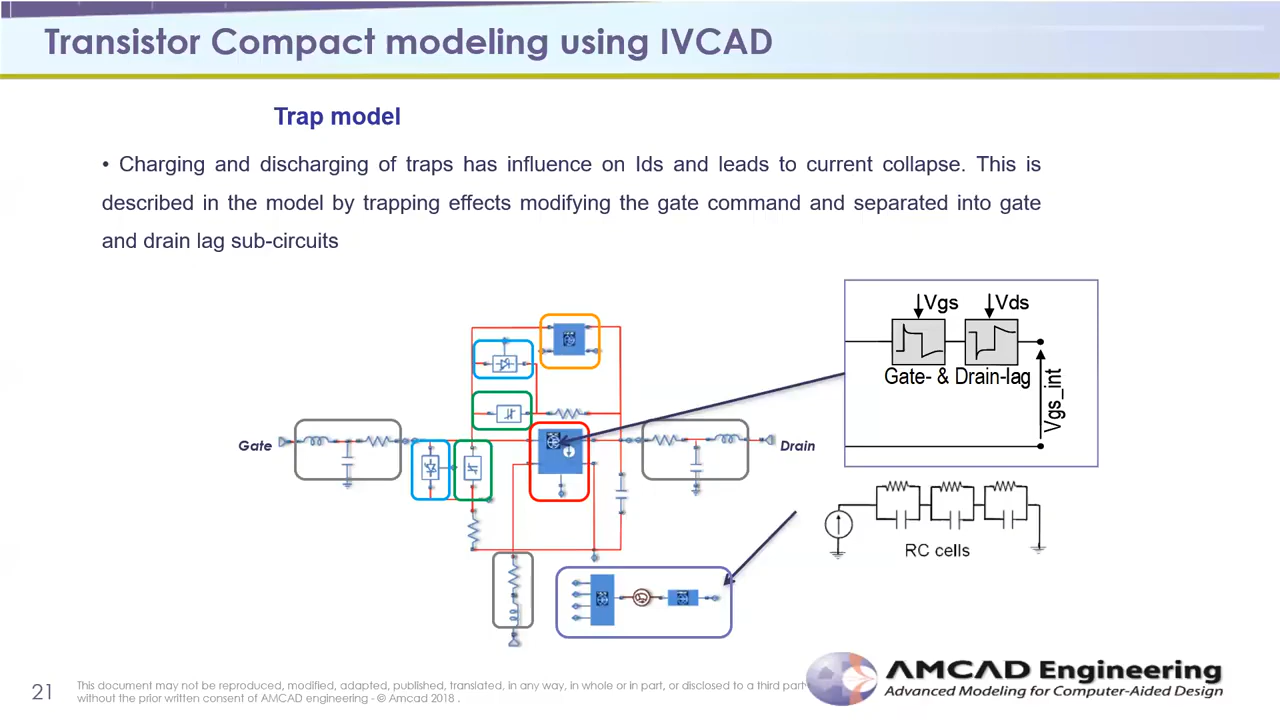 Transistor Compact modeling using IVCAD
Trap model
• Charging and discharging of traps has influence on Ids and leads to current collapse. This is
described in the model by trapping effects modifying the gate command and separated into gate
and drain lag sub-circuits
Vgs Vds
Gate- & Drain-lag
Vgs_int
Gate
Drain
RC cells
21
This document may not be reproduced, modified, adapted, published, translated, in any way, in whole or in part, or disclosed to a third part
without the prior written consent of AMCAD engineering - © Amcad 2018 .
AMCAD Engineering
Advanced Modeling for Computer-Aided Design